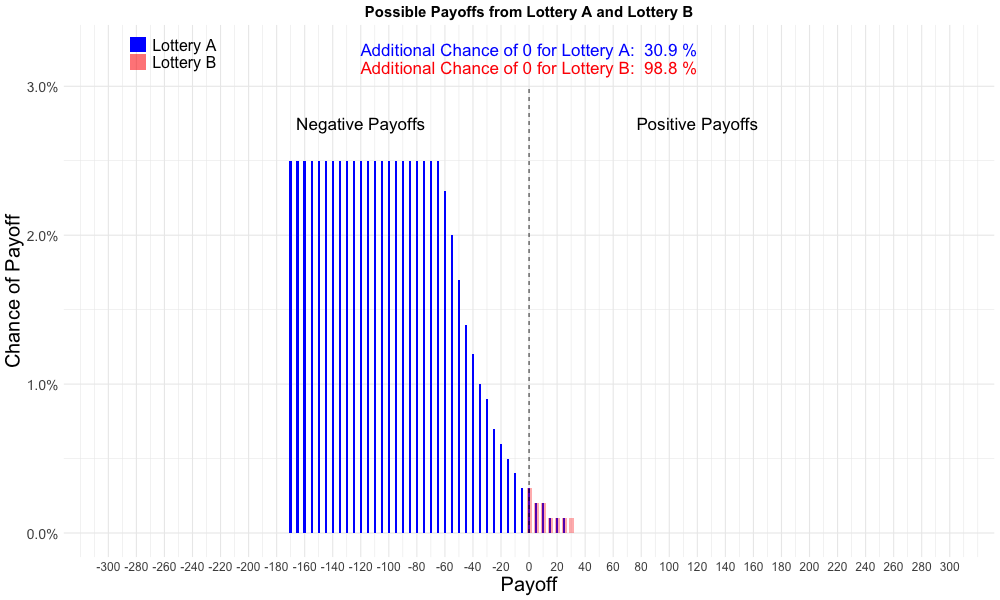 Possible Payoffs from Lottery A and Lottery B
Lottery A
Lottery B
Additional Chance of 0 for Lottery A: 30.9 %
Additional Chance of 0 for Lottery B: 98.8 %
Negative Payoffs
Positive Payoffs
Chance of Payoff
3.0%
2.0%
1.0%
0.0%
-300 -280 -260 -240 -220 -200 -180 -160 -140 -120 -100 -80 -60 -40 -20 0 20 40 60 80 100 120 140 160 180 200 220 240 260 280 300
Payoff